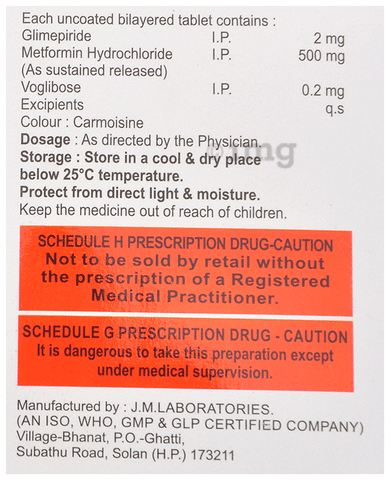 Each uncoated bilayered tablet contains :
Glimepiride I.P. 2 mg
Metformin Hydrochloride I.P. 500 mg
(As sustained released)
Voglibose I.P. 0.2 mg
Excipients q.s
Colour : Carmoisine
Dosage : As directed by the Physician.
Storage : Store in a cool & dry place
below 25°C temperature.
Protect from direct light & moisture.
Keep the medicine out of reach of children.
SCHEDULE H PRESCRIPTION DRUG-CAUTION
Not to be sold by retail without
the prescription of a Registered
Medical Practitioner.
SCHEDULE G PRESCRIPTION DRUG - CAUTION
It is dangerous to take this preparation except
under medical supervision.
Manufactured by : J.M.LABORATORIES.
(AN ISO, WHO, GMP & GLP CERTIFIED COMPANY)
Village-Bhanat, P.O.-Ghatti,
Subathu Road, Solan (H.P.) 173211